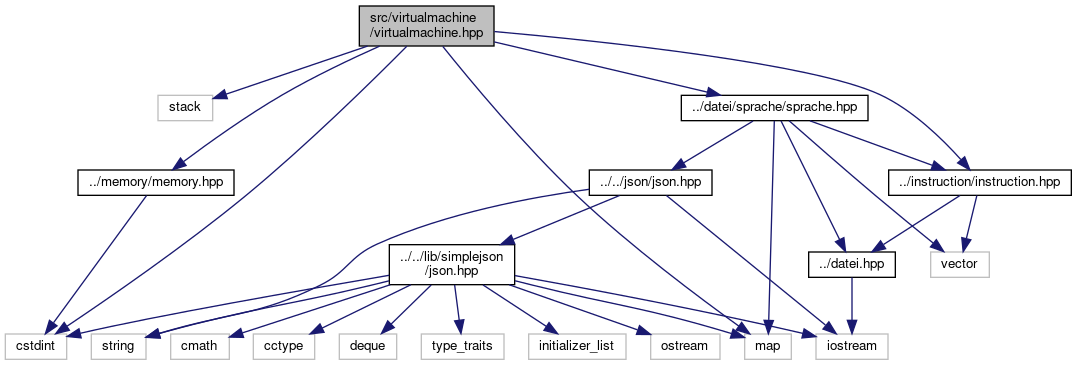 src/virtualmachine
/virtualmachine.hpp
stack
../datei/sprache/sprache.hpp
../memory/memory.hpp
../../json/json.hpp
../instruction/instruction.hpp
../../lib/simplejson
/json.hpp
../datei.hpp
vector
cstdint
string
cmath
cctype
deque
type_traits
initializer_list
ostream
map
iostream